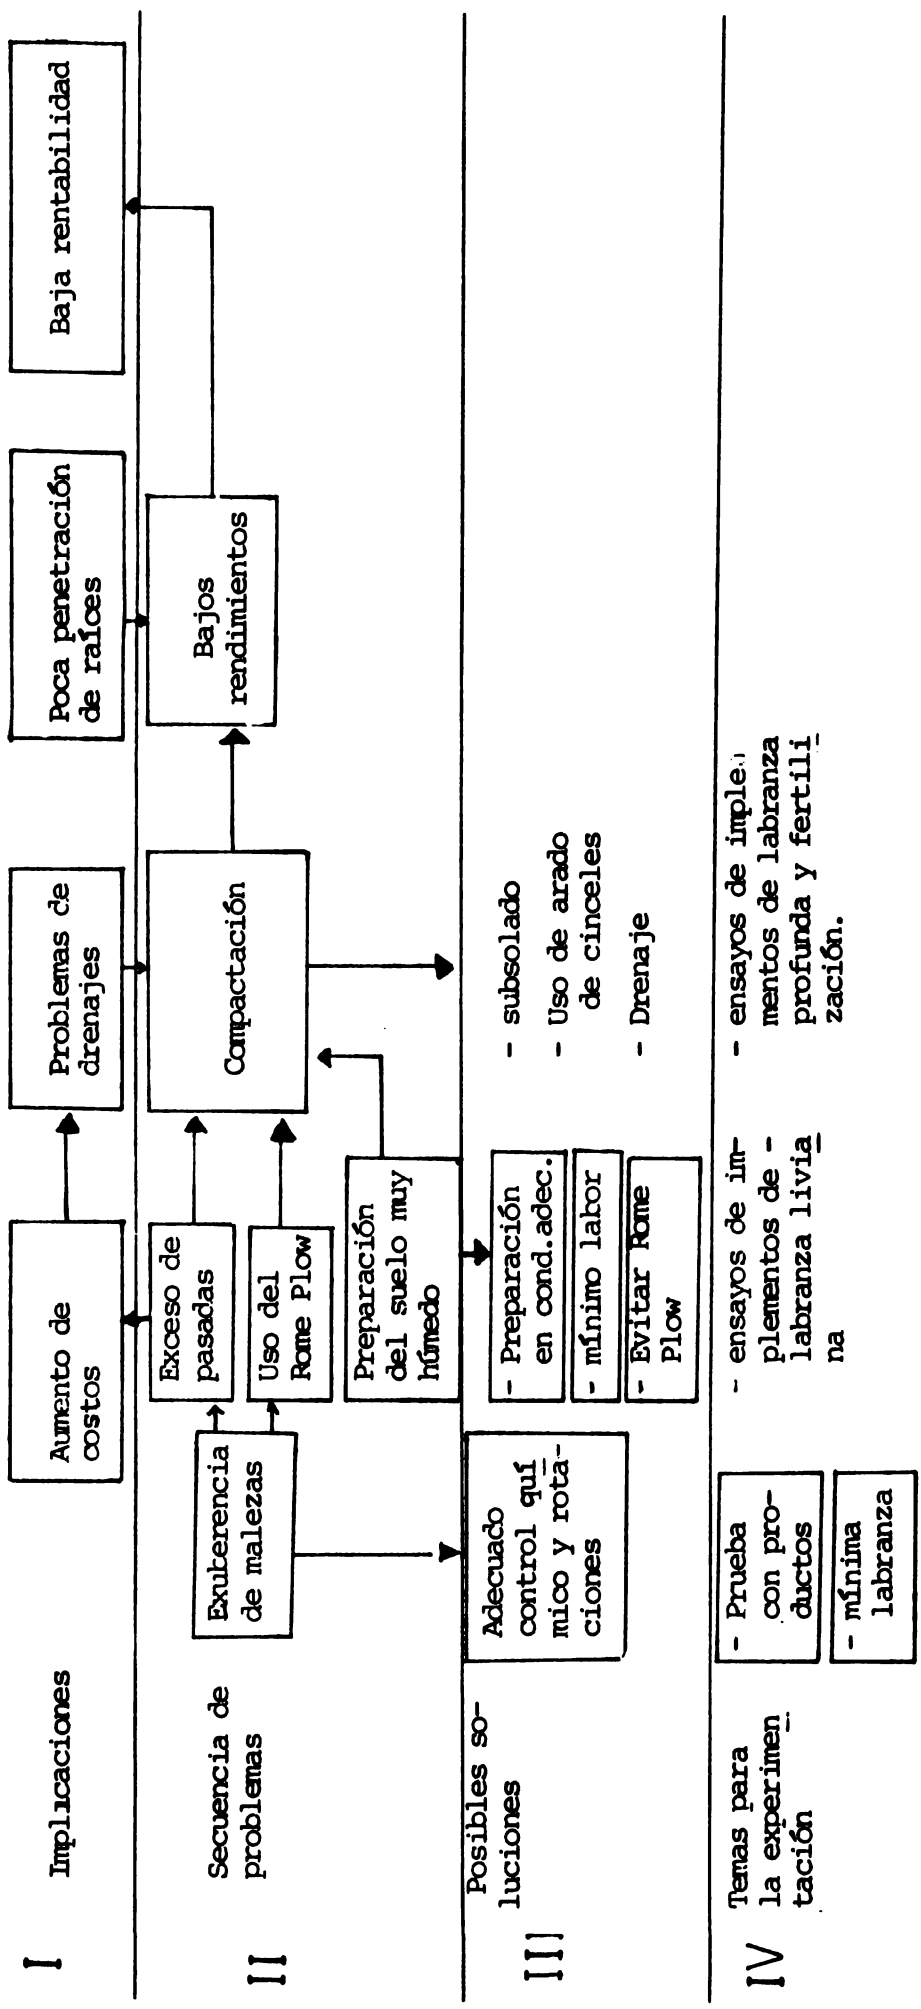 I
Implicaciones
Aumento de
costos
Problemas de
drenajes
Poca penetración
de raíces
Baja rentabilidad
II
Secuencia de
problemas
Exuberencia
de malezas
Exceso de
pasadas
Uso del
Rome Plow
Preparación
del suelo muy
húmedo
Compactación
Bajos
rendimientos
III
Posibles so-
luciones
Adecuado
control quí
mico y rota-
ciones
- Preparación
en cond.adec.
- mínimo labor
- Evitar Rome
Plow
- subsolado
- Uso de arado
de cinceles
- Drenaje
IV
Temas para
la experimen
tación
- Prueba
con pro-
ductos
- mínima
labranza
- ensayos de im-
plementos de -
labranza livia
na
- ensayos de imple
mentos de labranza
profunda y fertili
zación.